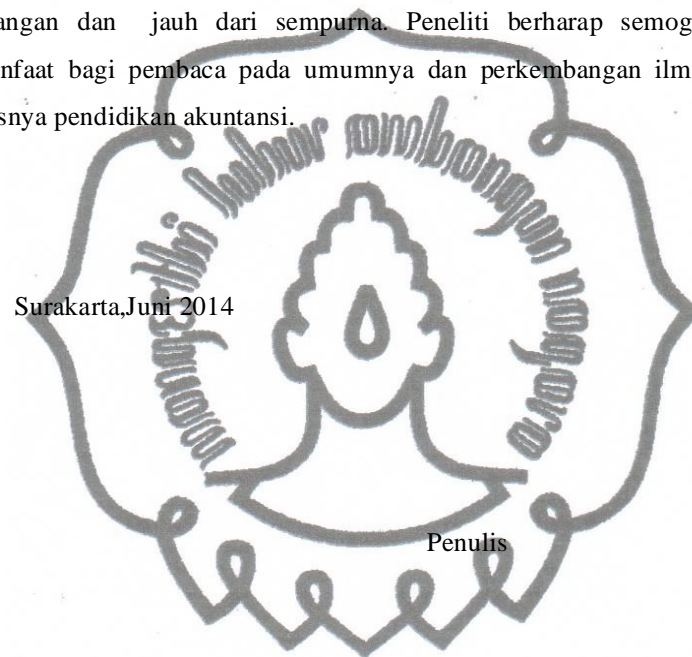 angan dan jauh dari sempurna. Peneliti berharap semog
nfaat bagi pembaca pada umumnya dan perkembangan ilm
snya pendidikan akuntansi.
Surakarta,Juni 2014
Penulis